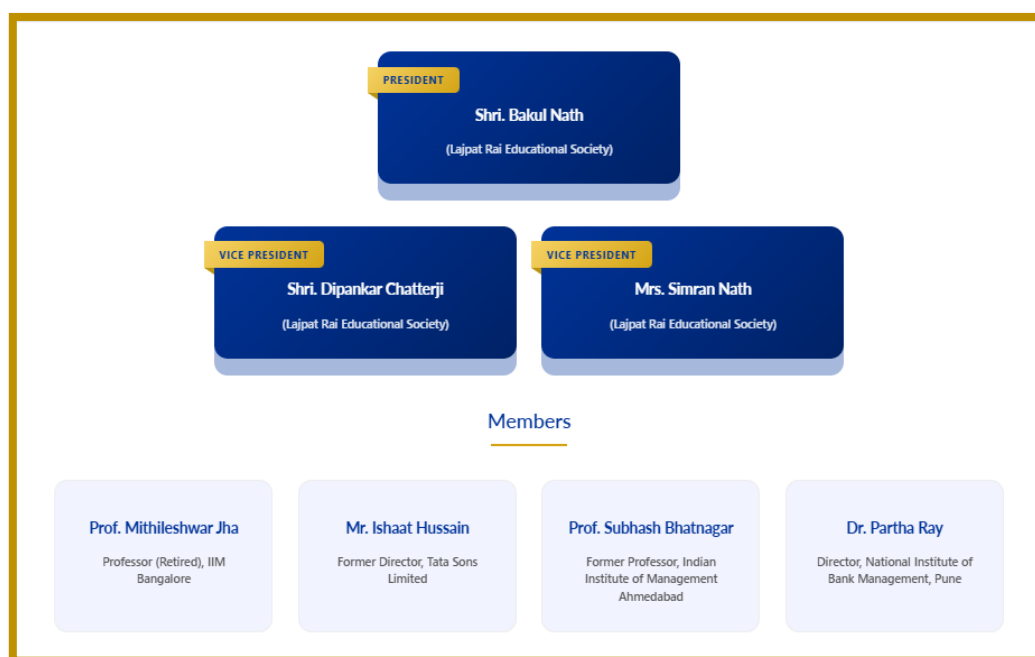 PRESIDENT
Shri. Bakul Nath
(Lajpat Rai Educational Society)
VICE PRESIDENT
Shri. Dipankar Chatterji
(Lajpat Rai Educational Society)
VICE PRESIDENT
Mrs. Simran Nath
(Lajpat Rai Educational Society)
Members
Prof. Mithileshwar Jha
Professor (Retired), IIM
Bangalore
Mr. Ishaat Hussain
Former Director, Tata Sons
Limited
Prof. Subhash Bhatnagar
Former Professor, Indian
Institute of Management
Ahmedabad
Dr. Partha Ray
Director, National Institute of
Bank Management, Pune